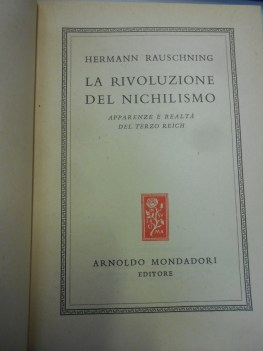 HERMANN RAUSCHNING
LA RIVOLUZIONE
DEL NICHILISMO
APPARENZE E REALTÀ
DEL TERZO REICH
ARNOLDO MONDADORI
EDITORE